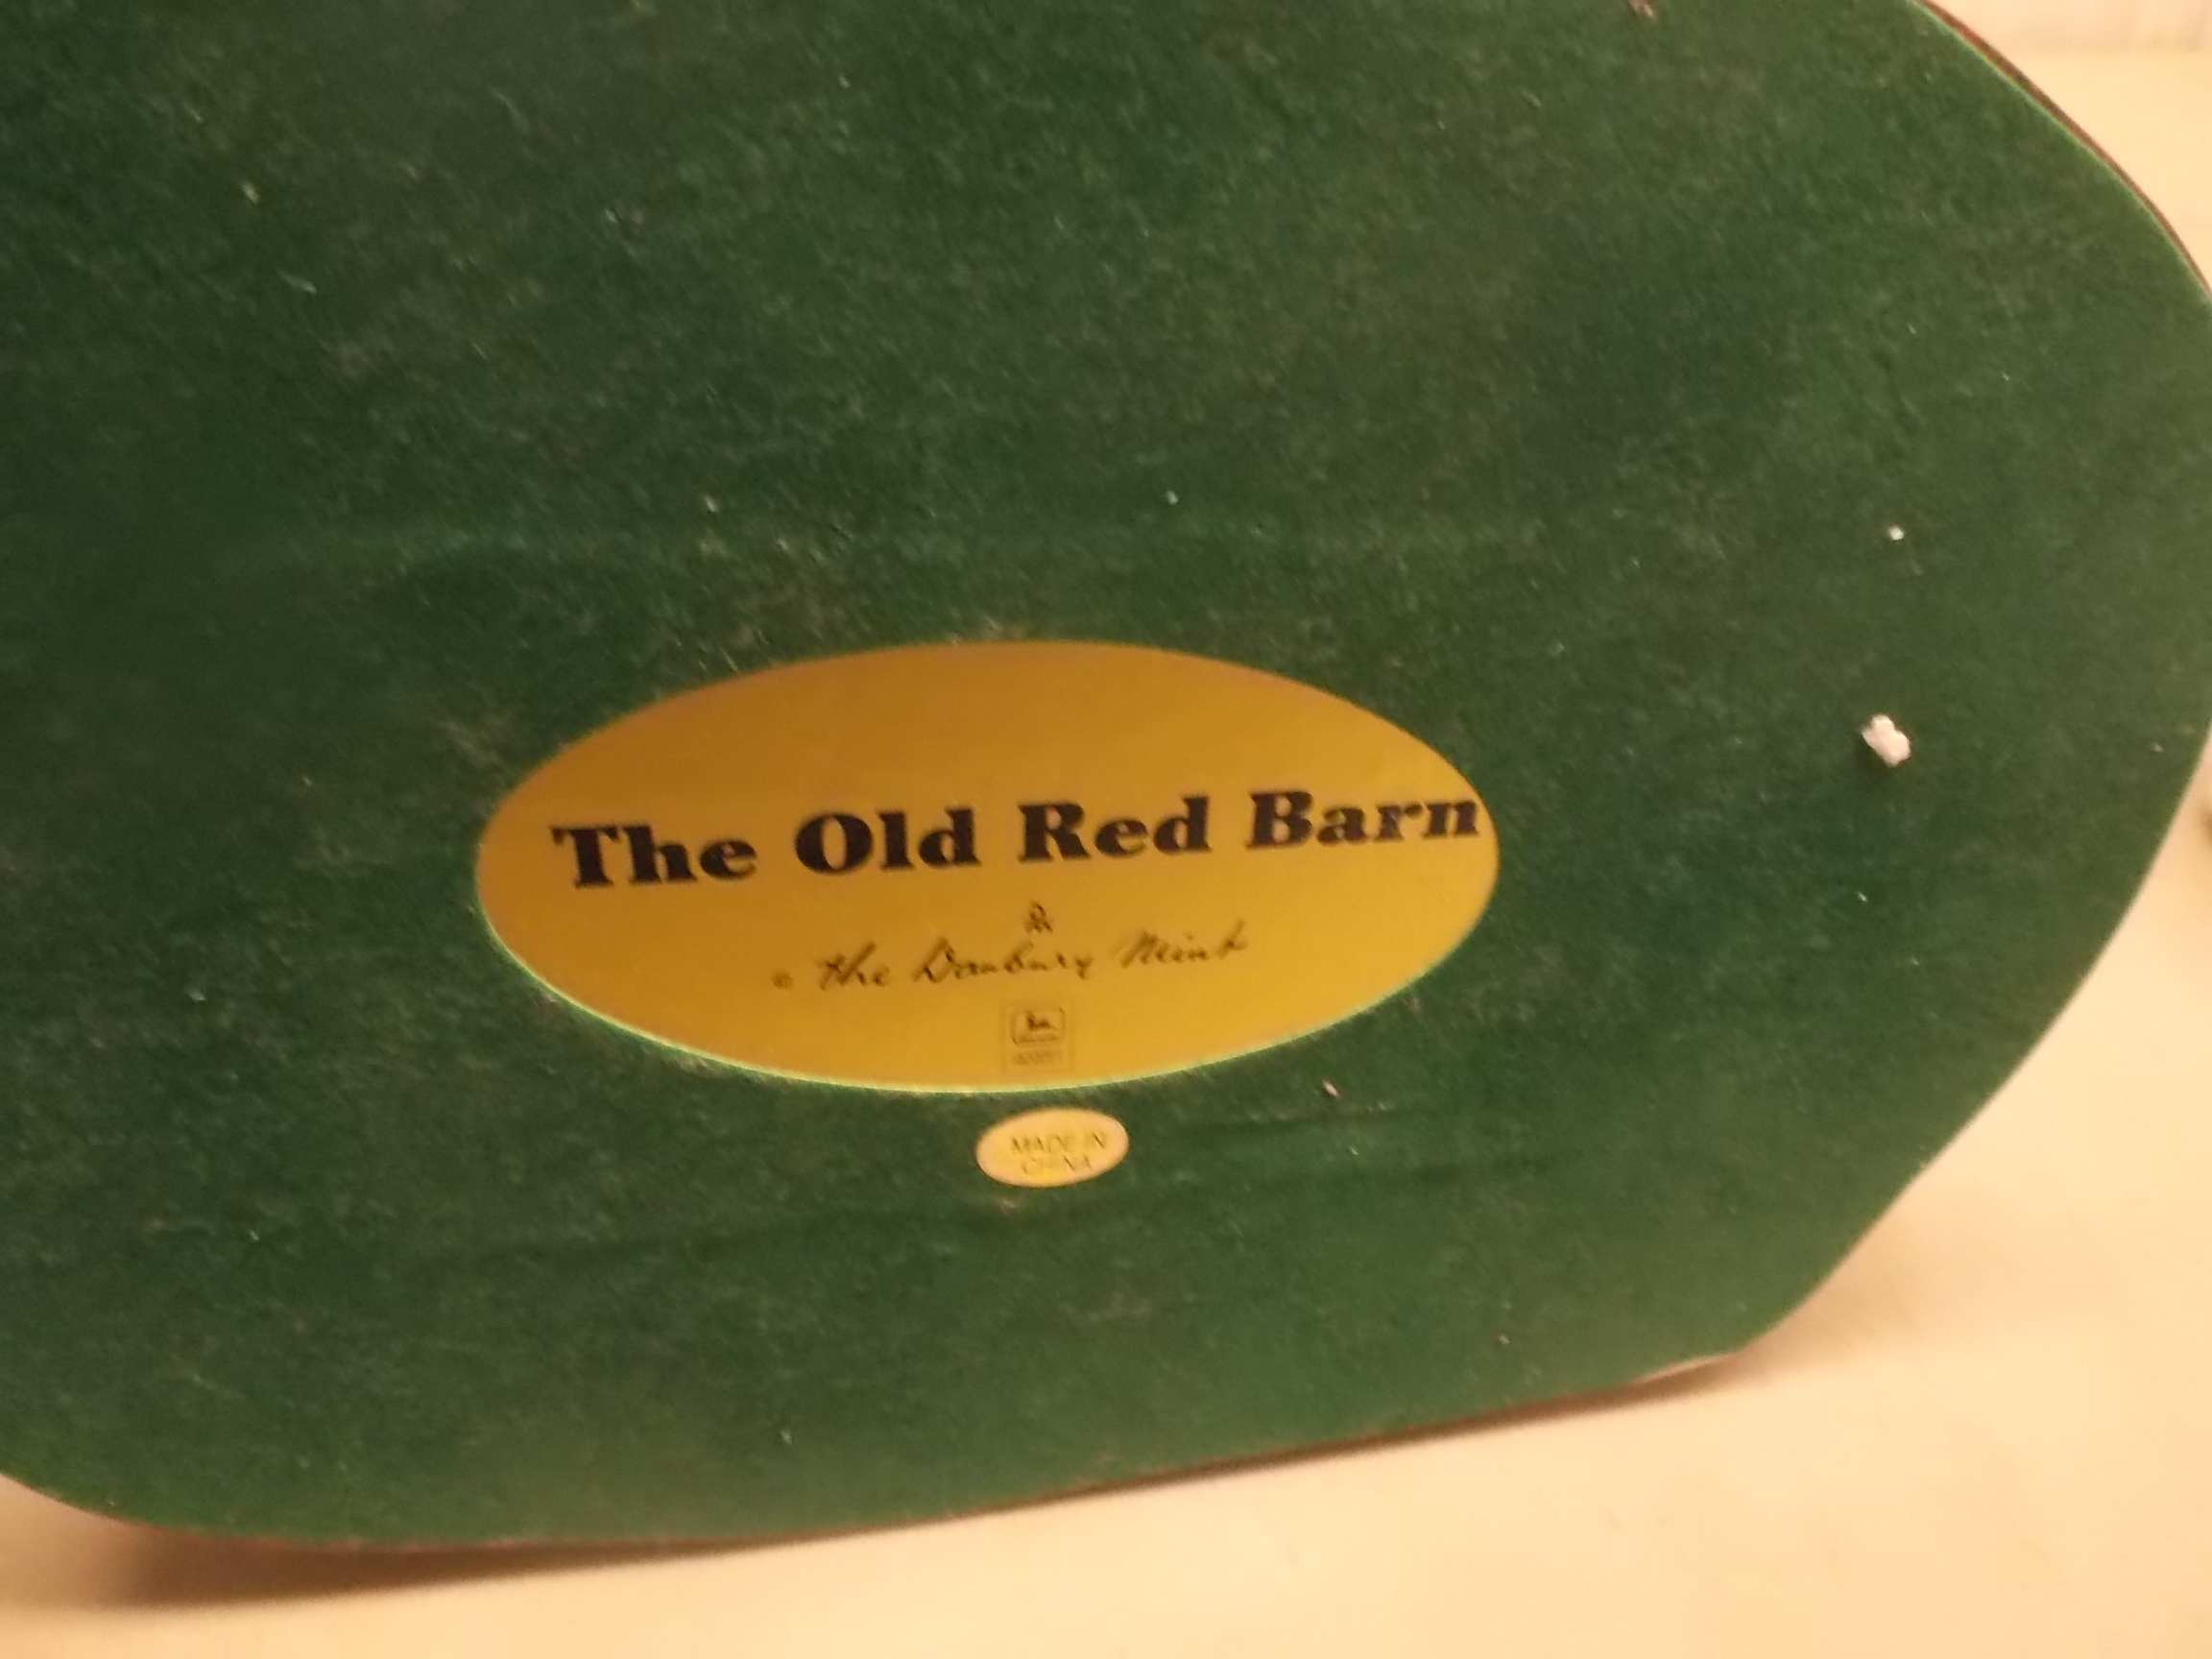 The Old Red Barn
© the Danbury Mint
MADE IN
CHINA